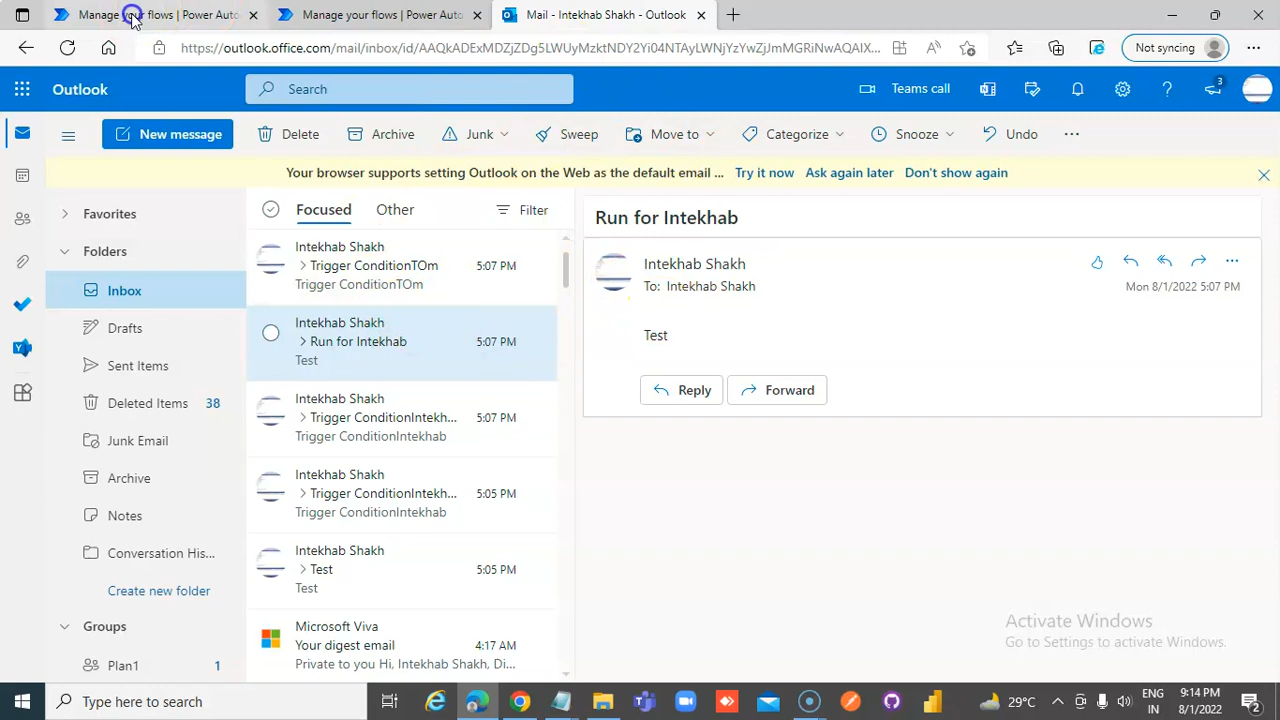 Manage your flows | Power Auto
Manage your flows | Power Auto
Mail - Intekhab Shakh - Outlook
https://outlook.office.com/mail/inbox/id/AAQkADExMDZjZDg5LWUyMzktNDY2Yi04NTAyLWNjYzYwZjJmMGRiNwAQAIX...
Not syncing
Outlook
Search
Teams call
3
New message
Delete
Archive
Junk
Sweep
Move to
Categorize
Snooze
Undo
Your browser supports setting Outlook on the Web as the default email ... Try it now Ask again later Don't show again
Favorites
Folders
Inbox
Drafts
Sent Items
Deleted Items 38
Junk Email
Archive
Notes
Conversation His...
Create new folder
Groups
Plan1 1
Focused Other Filter
Intekhab Shakh
Trigger ConditionTOm 5:07 PM
Trigger ConditionTOm
Intekhab Shakh
Run for Intekhab 5:07 PM
Test
Intekhab Shakh
Trigger ConditionIntekh... 5:07 PM
Trigger ConditionIntekhab
Intekhab Shakh
Trigger ConditionIntekh... 5:05 PM
Trigger ConditionIntekhab
Intekhab Shakh
Test 5:05 PM
Test
Microsoft Viva
Your digest email 4:17 AM
Private to you Hi, Intekhab Shakh, Di...
Run for Intekhab
Intekhab Shakh
To: Intekhab Shakh
Mon 8/1/2022 5:07 PM
Test
Reply
Forward
Activate Windows
Go to Settings to activate Windows.
Type here to search
29°C
ENG
IN
9:14 PM
8/1/2022
2